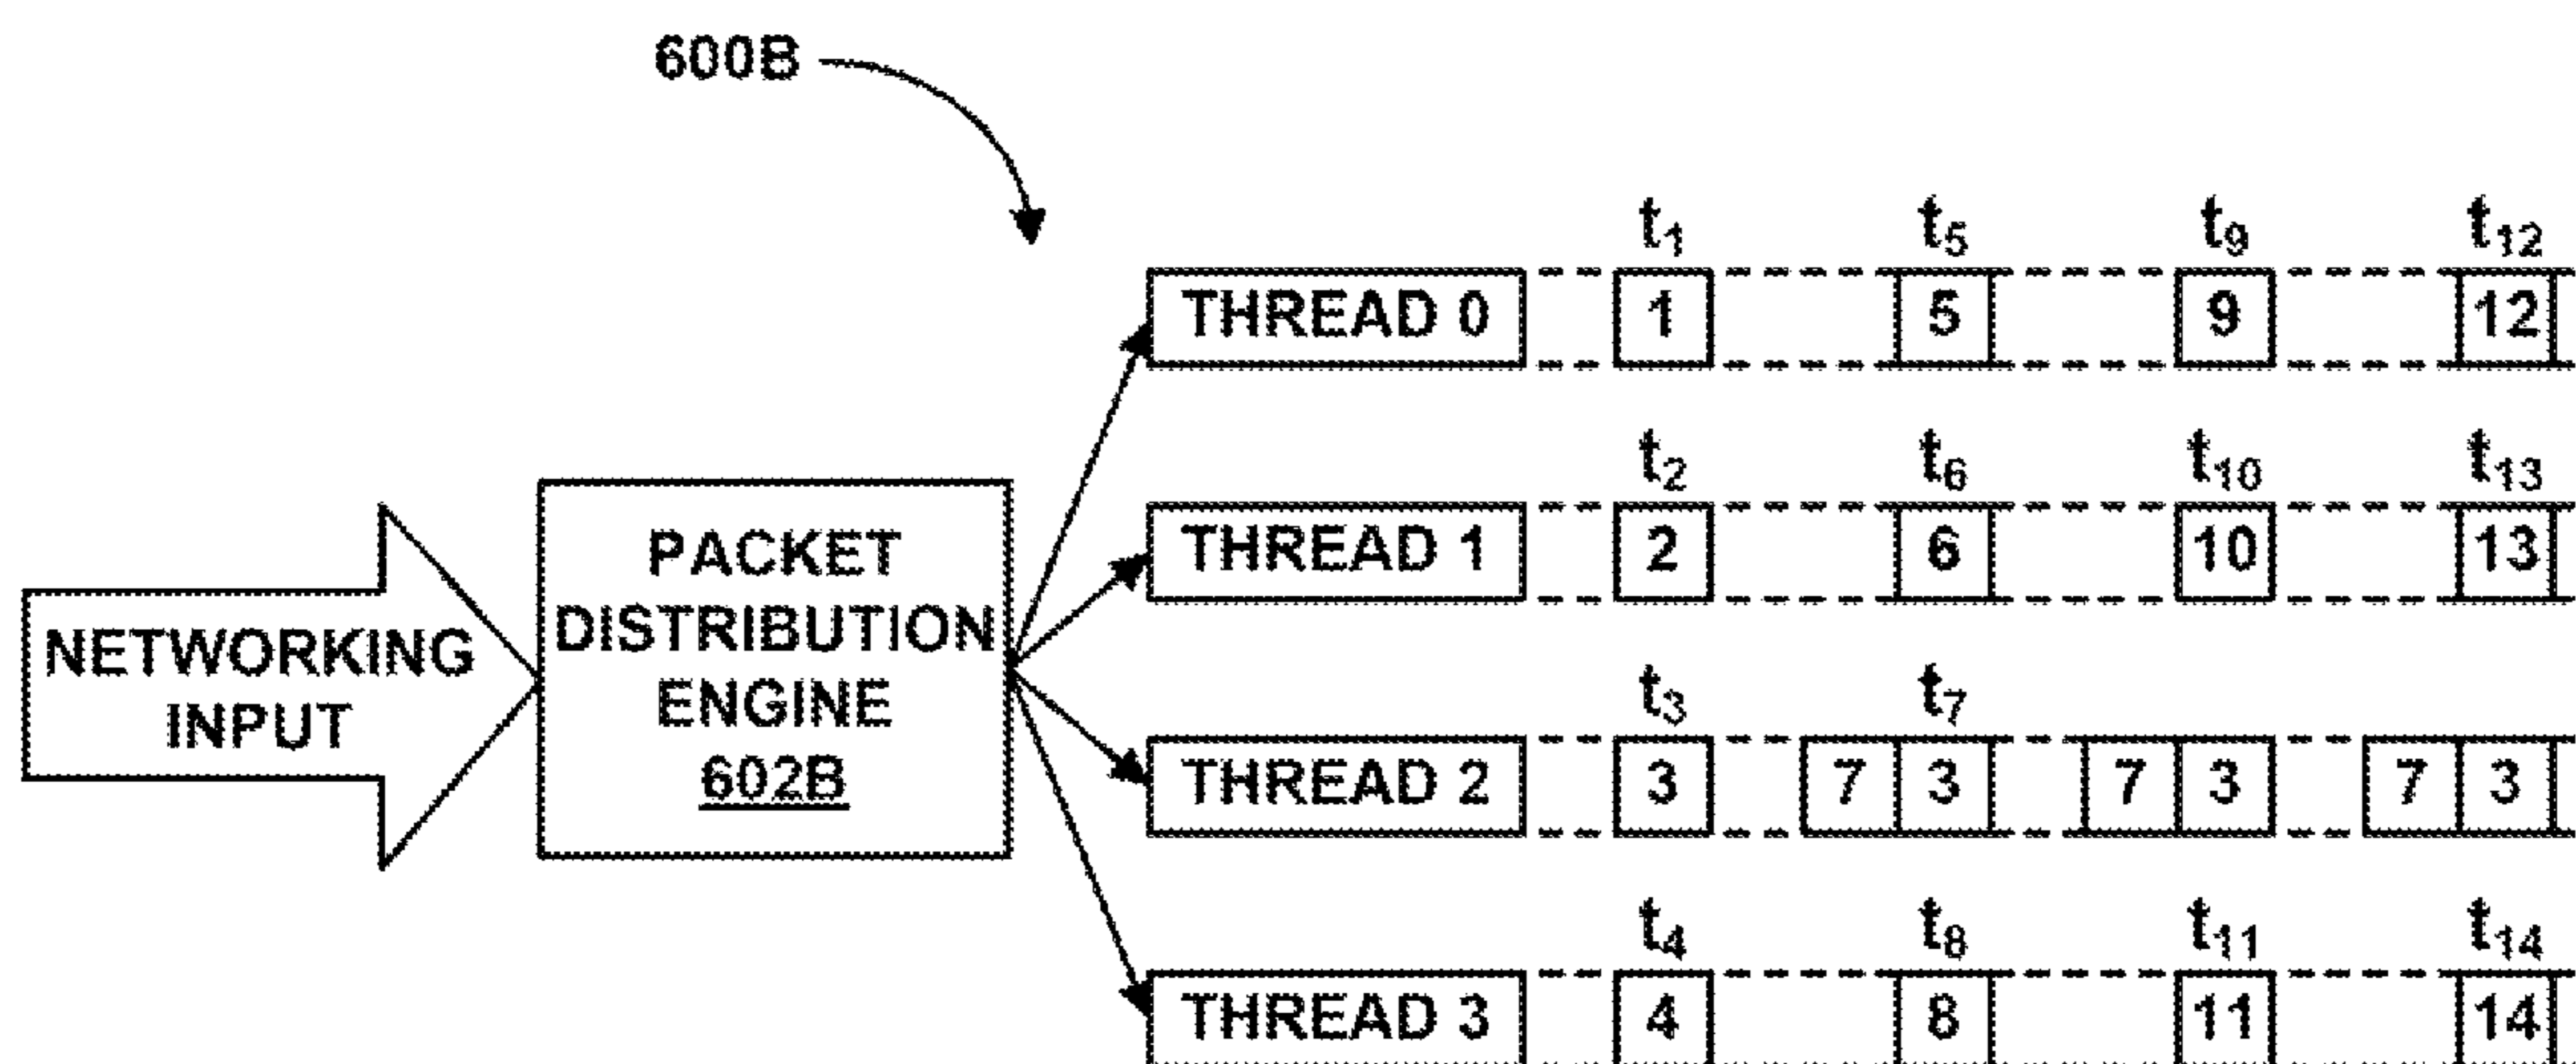 600B
t1 t5 t9 t12
THREAD 0 1 5 9 12
t2 t6 t10 t13
THREAD 1 2 6 10 13
PACKET
DISTRIBUTION
ENGINE
602B
NETWORKING
INPUT
t3 t7
THREAD 2 3 7 3 7 3 7 3
t4 t8 t11 t14
THREAD 3 4 8 11 14